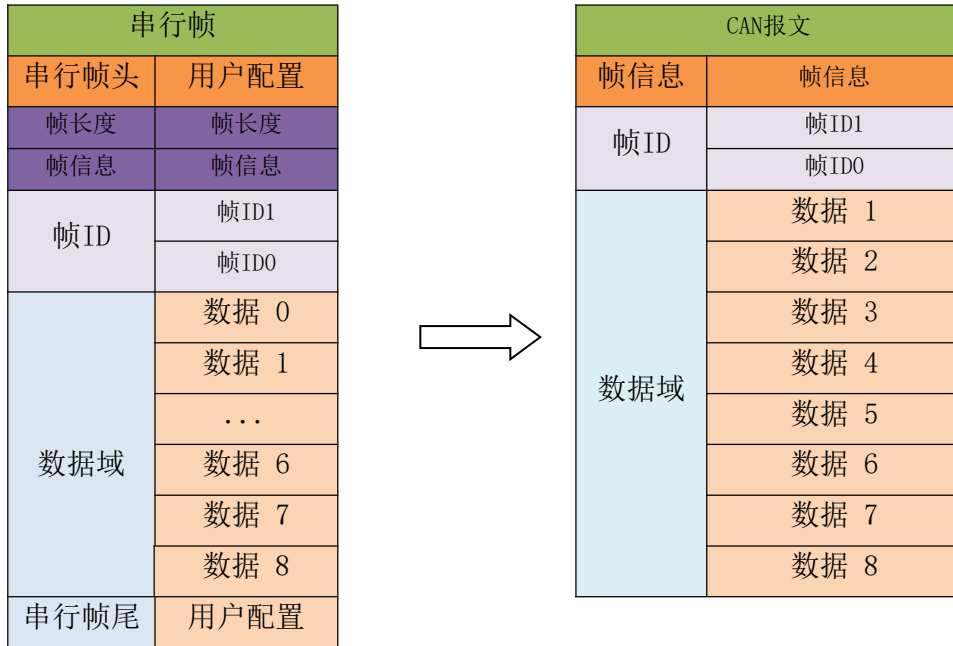 串行帧
串行帧头 用户配置
帧长度 帧长度
帧信息 帧信息
帧ID
帧ID1
帧ID0
数据域
数据 0
数据 1
...
数据 6
数据 7
数据 8
串行帧尾 用户配置
CAN报文
帧信息 帧信息
帧ID
帧ID1
帧ID0
数据域
数据 1
数据 2
数据 3
数据 4
数据 5
数据 6
数据 7
数据 8